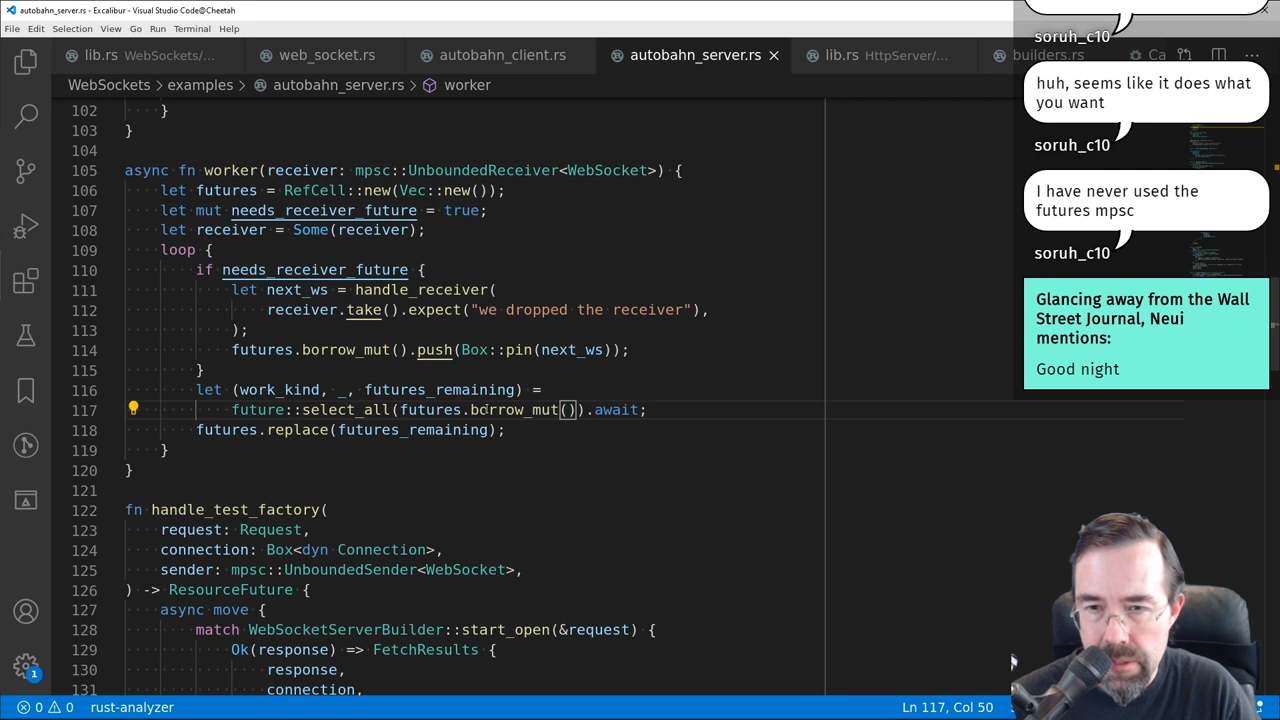 autobahn_server.rs - Excalibur - Visual Studio Code@Cheetah
File Edit Selection View Go Run Terminal Help
lib.rs WebSockets/... web_socket.rs autobahn_client.rs autobahn_server.rs lib.rs HttpServer/... builders.rs Ca
WebSockets > examples > autobahn_server.rs > worker
102 }
103 }
104
105 async fn worker(receiver: mpsc::UnboundedReceiver<WebSocket>) {
106 let futures = RefCell::new(Vec::new());
107 let mut needs_receiver_future = true;
108 let receiver = Some(receiver);
109 loop {
110 if needs_receiver_future {
111 let next_ws = handle_receiver(
112 receiver.take().expect("we dropped the receiver"),
113 );
114 futures.borrow_mut().push(Box::pin(next_ws));
115 }
116 let (work_kind, _, futures_remaining) =
117 future::select_all(futures.borrow_mut()).await;
118 futures.replace(futures_remaining);
119 }
120 }
121
122 fn handle_test_factory(
123 request: Request,
124 connection: Box<dyn Connection>,
125 sender: mpsc::UnboundedSender<WebSocket>,
126 ) -> ResourceFuture {
127 async move {
128 match WebSocketServerBuilder::start_open(&request) {
129 Ok(response) => FetchResults {
130 response,
131 connection,
soruh_c10
huh, seems like it does what
you want
soruh_c10
I have never used the
futures mpsc
soruh_c10
Glancing away from the Wall
Street Journal, Neui
mentions:
Good night
1
0 0 rust-analyzer Ln 117, Col 50